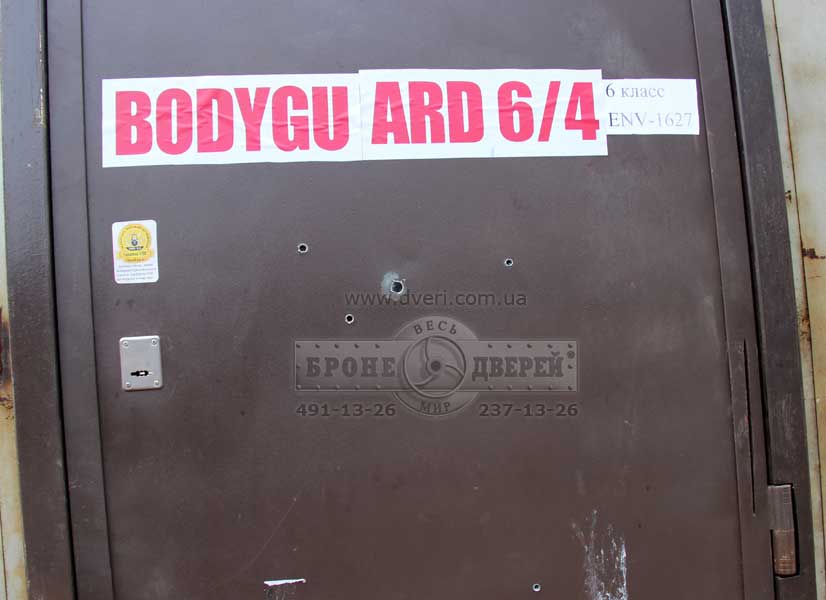 BODYGU ARD 6/4
6 класс
ENV-1627
www.dveri.com.ua
ВЕСЬ
БРОНЕ ДВЕРЕЙ®
МИР
491-13-26 237-13-26